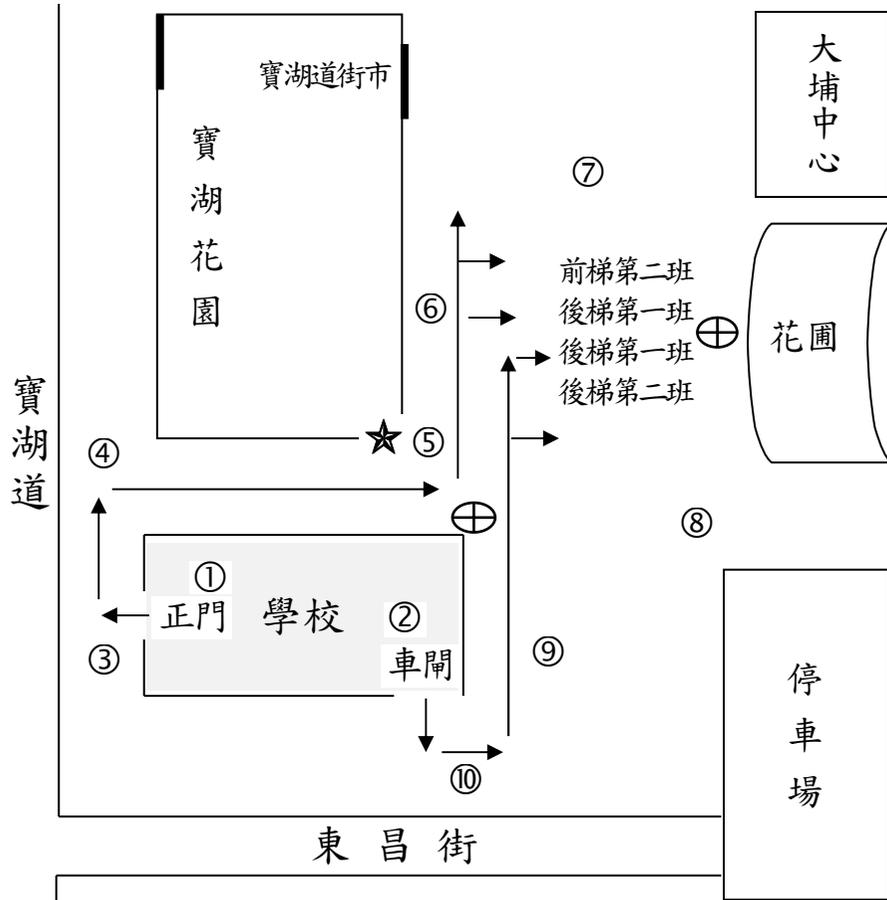 寶湖道街市
大埔中心
寶湖花園
⑦
前梯第二班
後梯第一班
後梯第一班
後梯第二班
⑥
花圃
寶湖道
④
⑤
⑧
①
正門
學校
②
③
車閘
⑨
停車場
⑩
東昌街